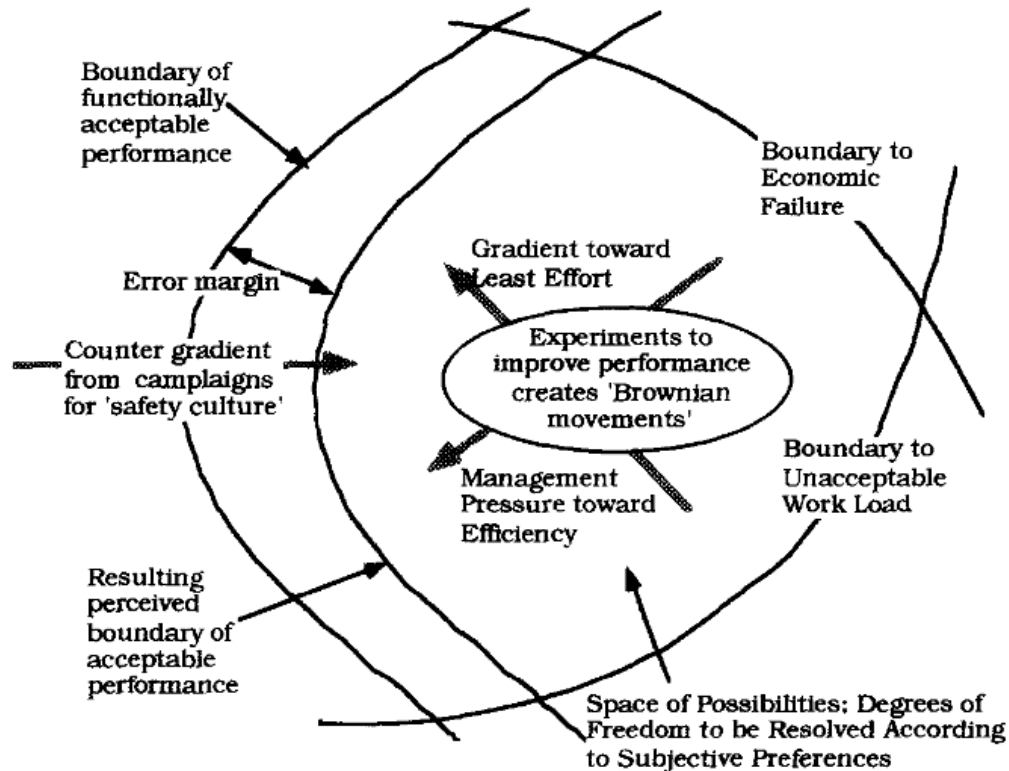 Boundary of
functionally
acceptable
performance
Boundary to
Economic
Failure
Gradient toward
Least Effort
Error margin
Experiments to
improve performance
creates 'Brownian
movements'
Counter gradient
from camplaigns
for 'safety culture'
Management
Pressure toward
Efficiency
Boundary to
Unacceptable
Work Load
Resulting
perceived
boundary of
acceptable
performance
Space of Possibilities: Degrees of
Freedom to be Resolved According
to Subjective Preferences